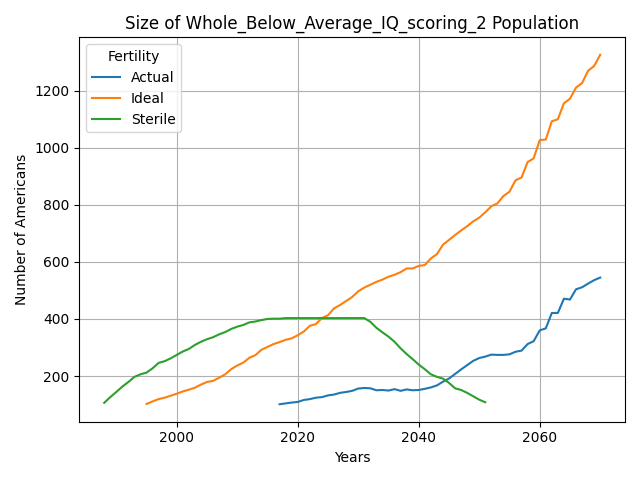 Size of Whole_Below_Average_IQ_scoring_2 Population
Fertility
Actual
Ideal
Sterile
Number of Americans
1200
1000
800
600
400
200
2000
2020
2040
2060
Years